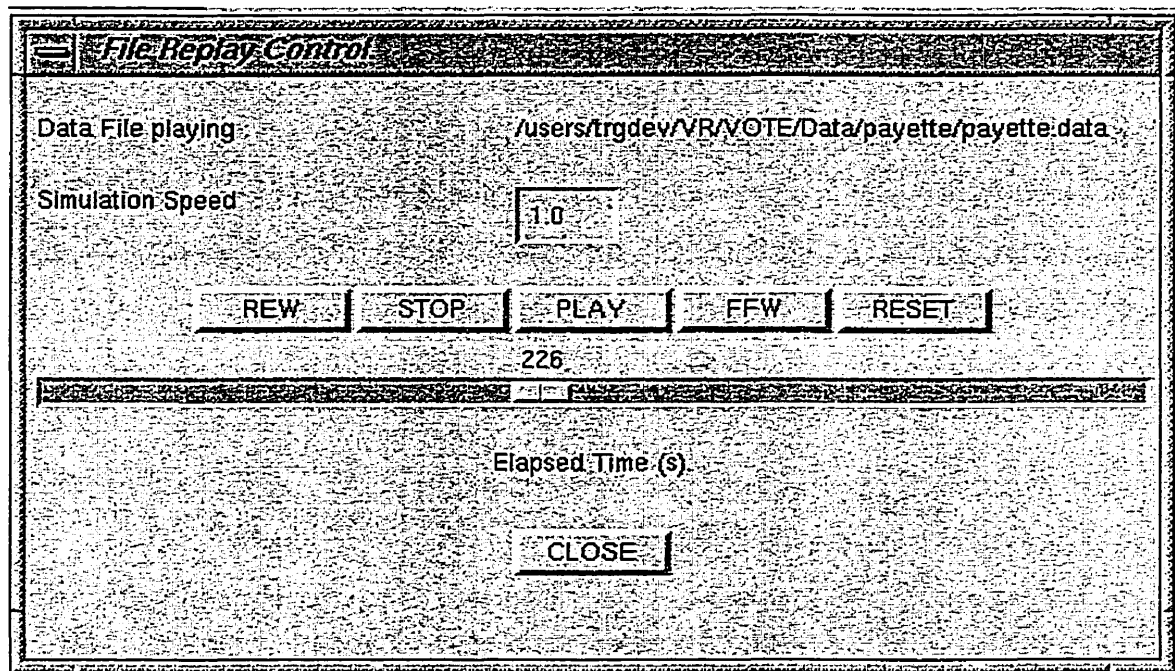 File Replay Control
Data File playing /users/trgdev/VR/VOTE/Data/payette/payette.data
Simulation Speed 1.0
REW STOP PLAY FFW RESET
226
Elapsed Time (s)
CLOSE